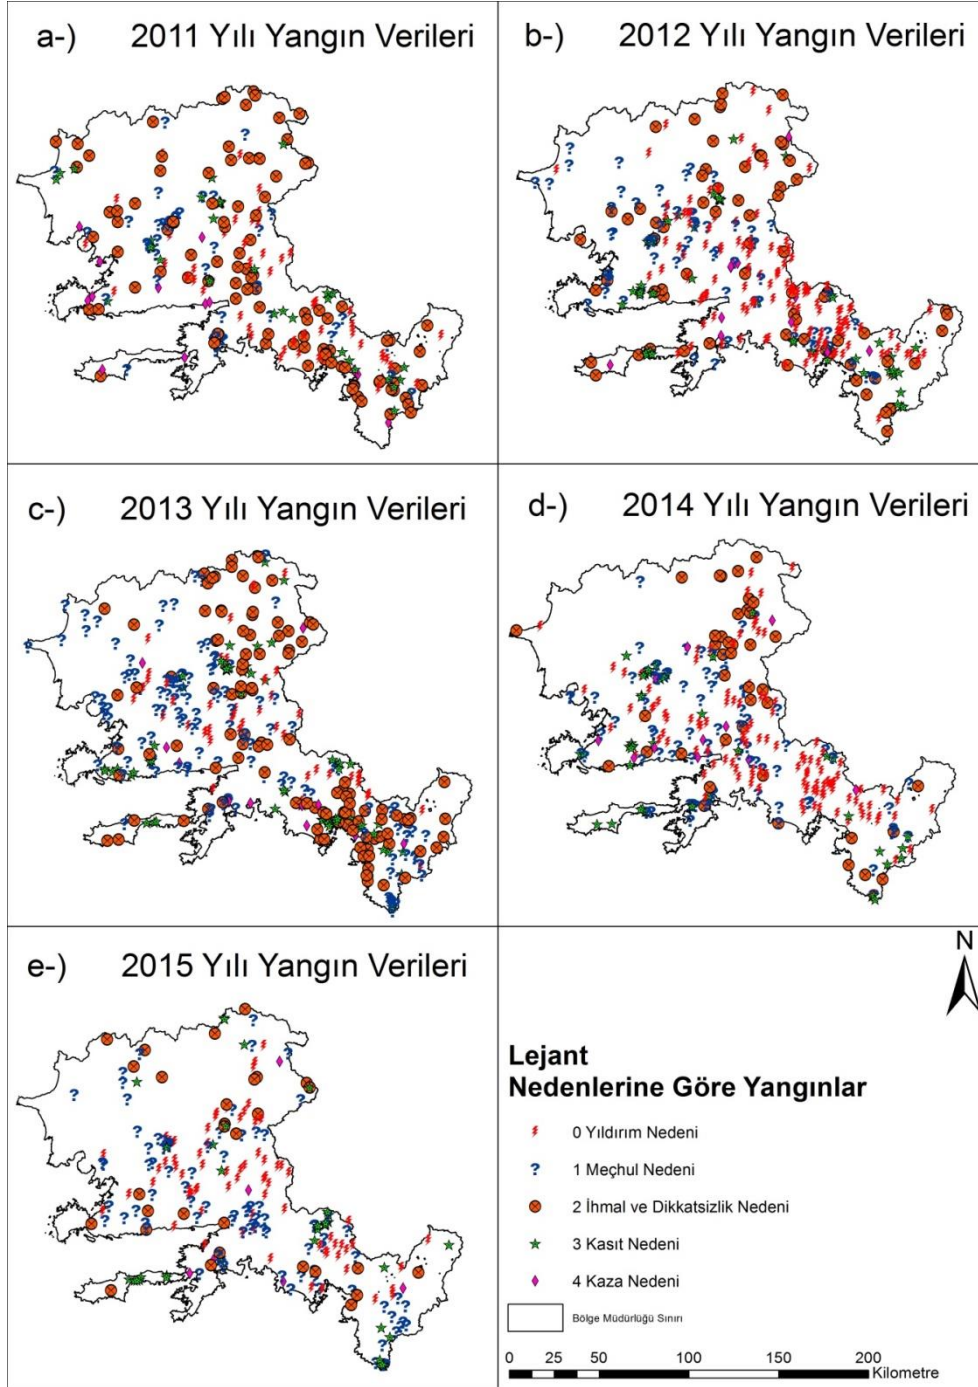 a-) 2011 Yılı Yangın Verileri
b-) 2012 Yılı Yangın Verileri
c-) 2013 Yılı Yangın Verileri
d-) 2014 Yılı Yangın Verileri
e-) 2015 Yılı Yangın Verileri
N
Lejant
Nedenlerine Göre Yangınlar
0 Yıldırım Nedeni
1 Meçhul Nedeni
2 İhmal ve Dikkatsizlik Nedeni
3 Kasıt Nedeni
4 Kaza Nedeni
Bölge Müdürlüğü Sınırı
0 25 50 100 150 200
Kilometre